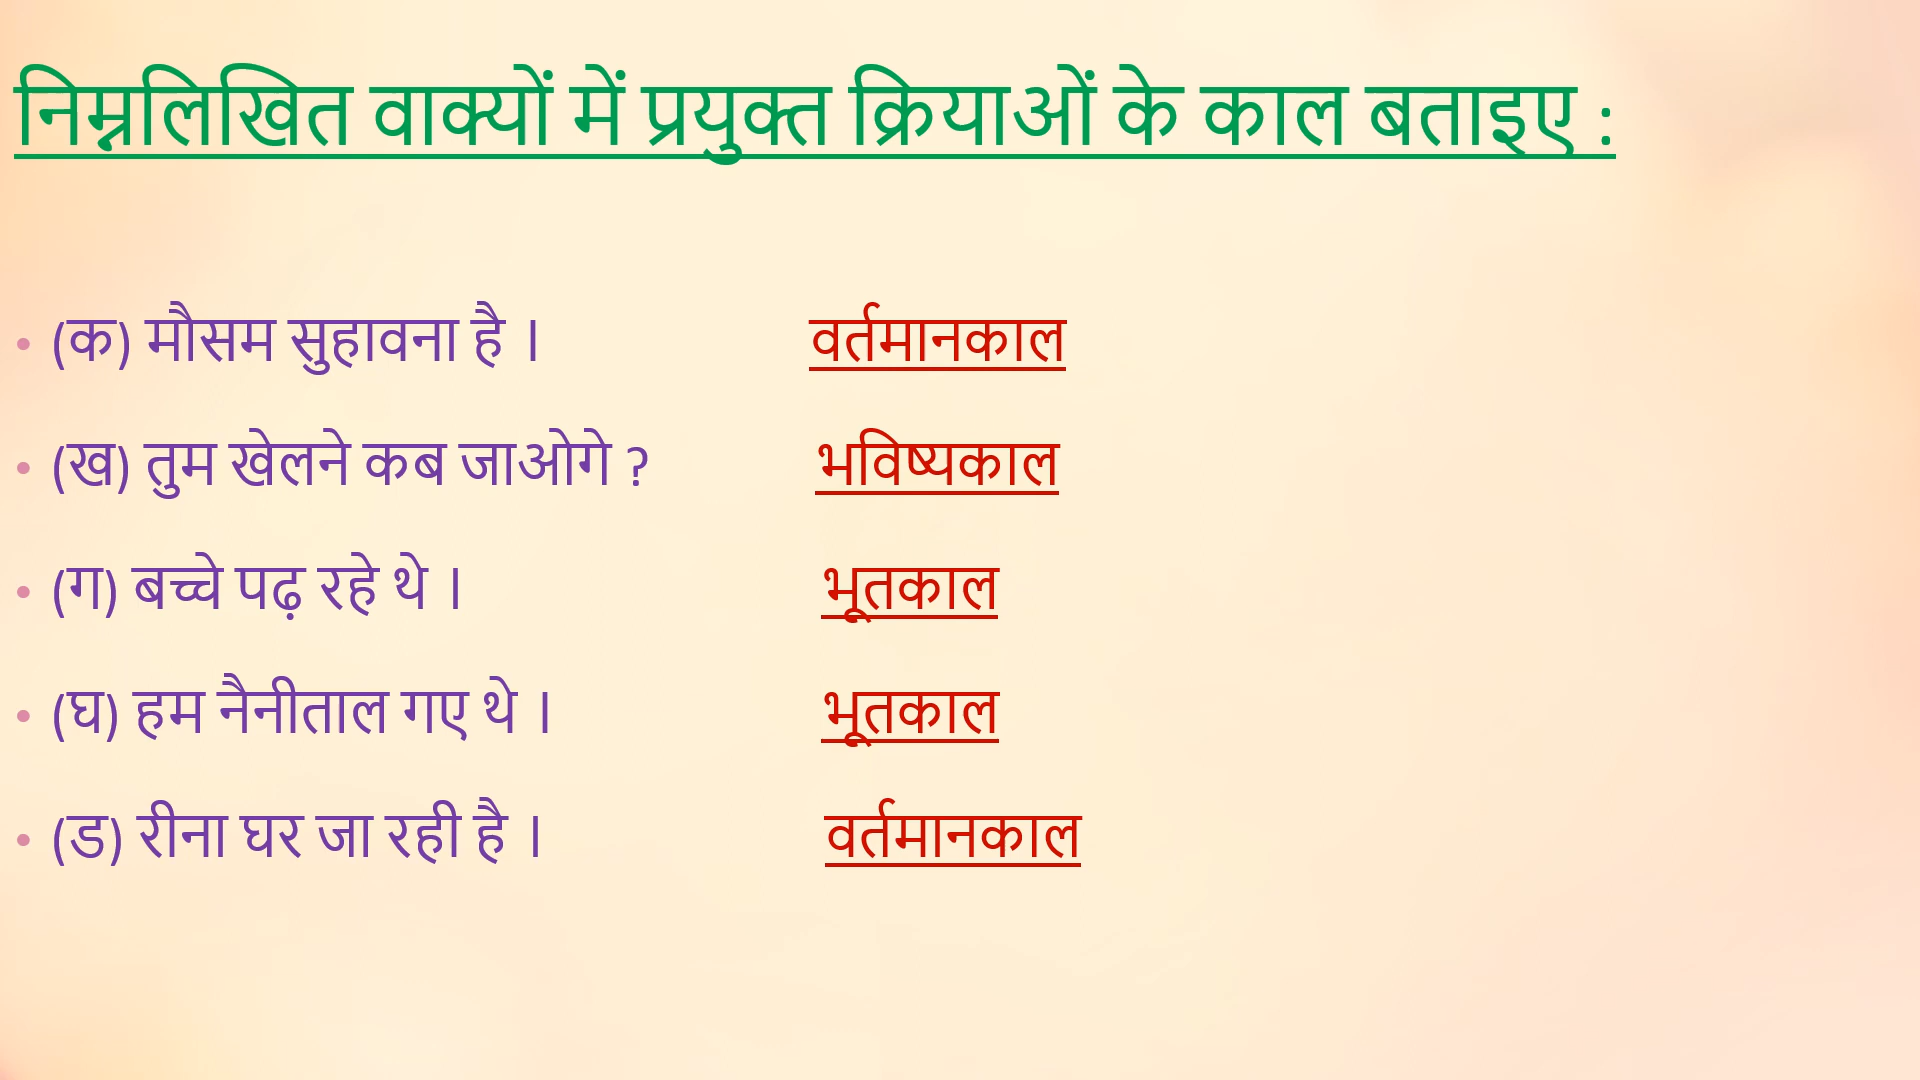 निम्नलिखित वाक्यों में प्रयुक्त क्रियाओं के काल बताइए :
• (क) मौसम सुहावना है । वर्तमानकाल
• (ख) तुम खेलने कब जाओगे ? भविष्यकाल
• (ग) बच्चे पढ़ रहे थे । भूतकाल
• (घ) हम नैनीताल गए थे । भूतकाल
• (ड) रीना घर जा रही है । वर्तमानकाल